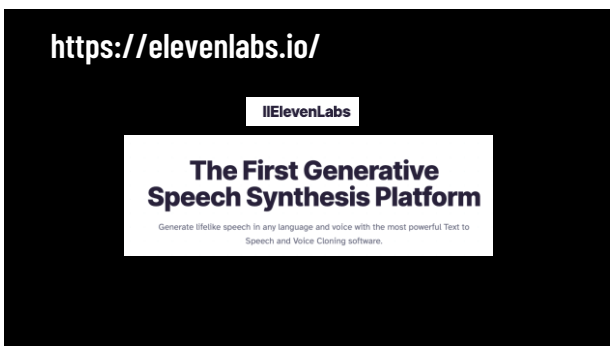 https://elevenlabs.io/
IIElevenLabs
The First Generative
Speech Synthesis Platform
Generate lifelike speech in any language and voice with the most powerful Text to
Speech and Voice Cloning software.